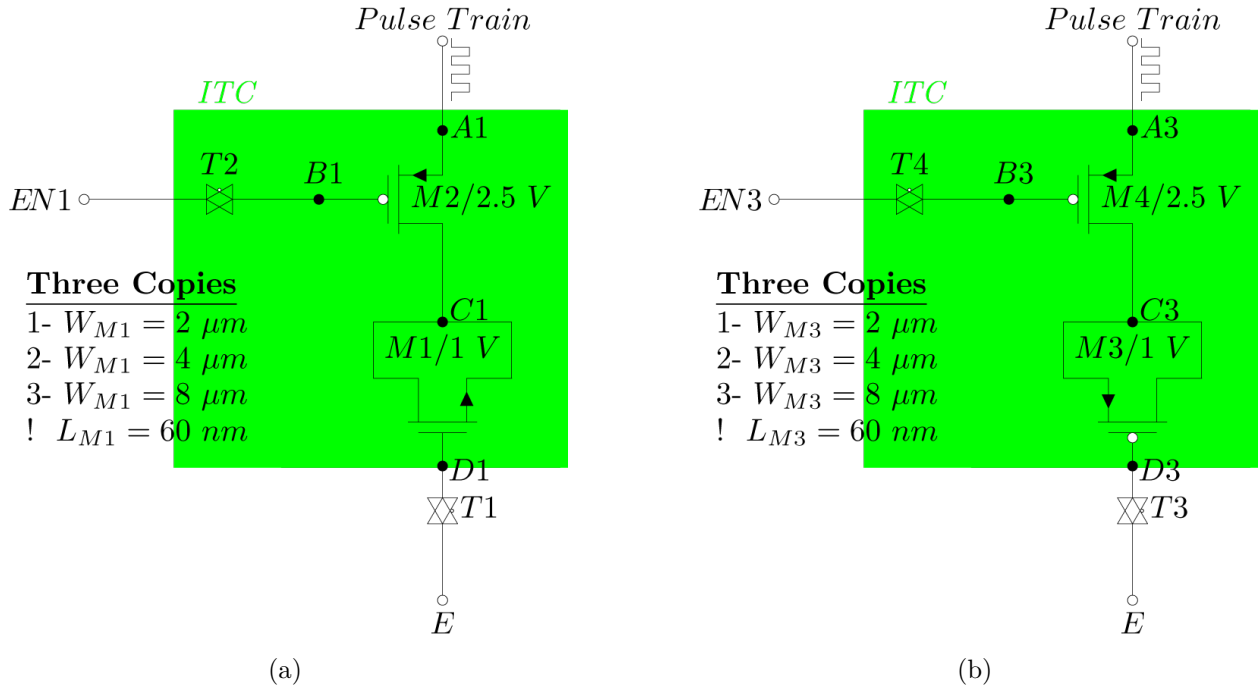 Pulse Train
ITC
A1
T2
B1
EN1
M2/2.5 V
Three Copies
1- W_{M1} = 2 μm
2- W_{M1} = 4 μm
3- W_{M1} = 8 μm
! L_{M1} = 60 nm
C1
M1/1 V
D1
T1
E
(a)
Pulse Train
ITC
A3
T4
B3
EN3
M4/2.5 V
Three Copies
1- W_{M3} = 2 μm
2- W_{M3} = 4 μm
3- W_{M3} = 8 μm
! L_{M3} = 60 nm
C3
M3/1 V
D3
T3
E
(b)